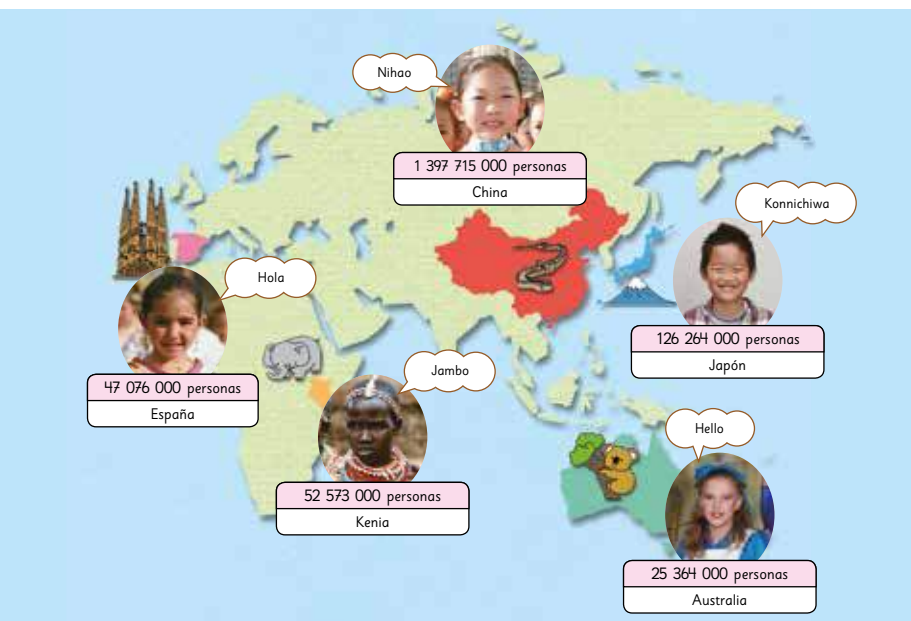 Nihao
1 397 715 000 personas
China
Konnichiwa
126 264 000 personas
Japón
Hola
47 076 000 personas
España
Jambo
52 573 000 personas
Kenia
Hello
25 364 000 personas
Australia